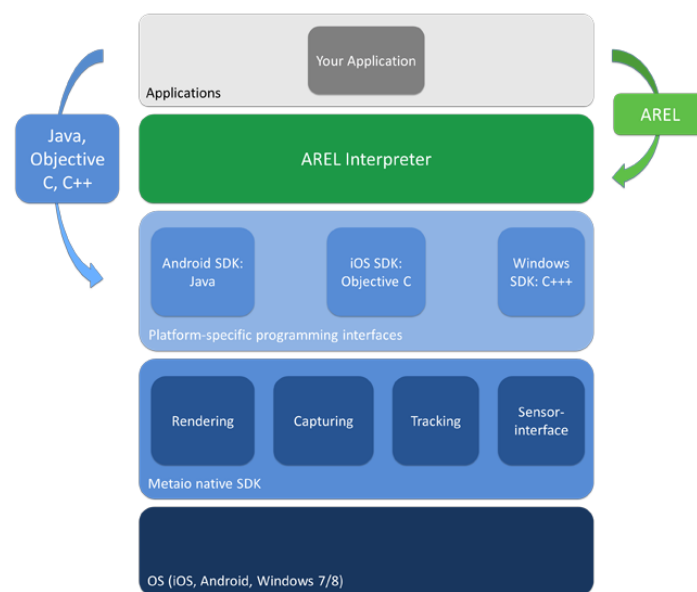 Your Application
Applications
Java,
Objective
C, C++
AREL
AREL Interpreter
Android SDK:
Java
iOS SDK:
Objective C
Windows
SDK: C+++
Platform-specific programming interfaces
Rendering
Capturing
Tracking
Sensor-
interface
Metaio native SDK
OS (iOS, Android, Windows 7/8)